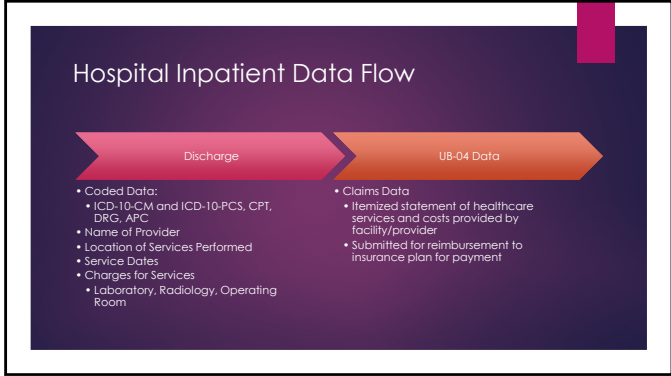 Hospital Inpatient Data Flow
Discharge
• Coded Data:
• ICD-10-CM and ICD-10-PCS, CPT,
DRG, APC
• Name of Provider
• Location of Services Performed
• Service Dates
• Charges for Services
• Laboratory, Radiology, Operating
Room
UB-04 Data
• Claims Data
• Itemized statement of healthcare
services and costs provided by
facility/provider
• Submitted for reimbursement to
insurance plan for payment